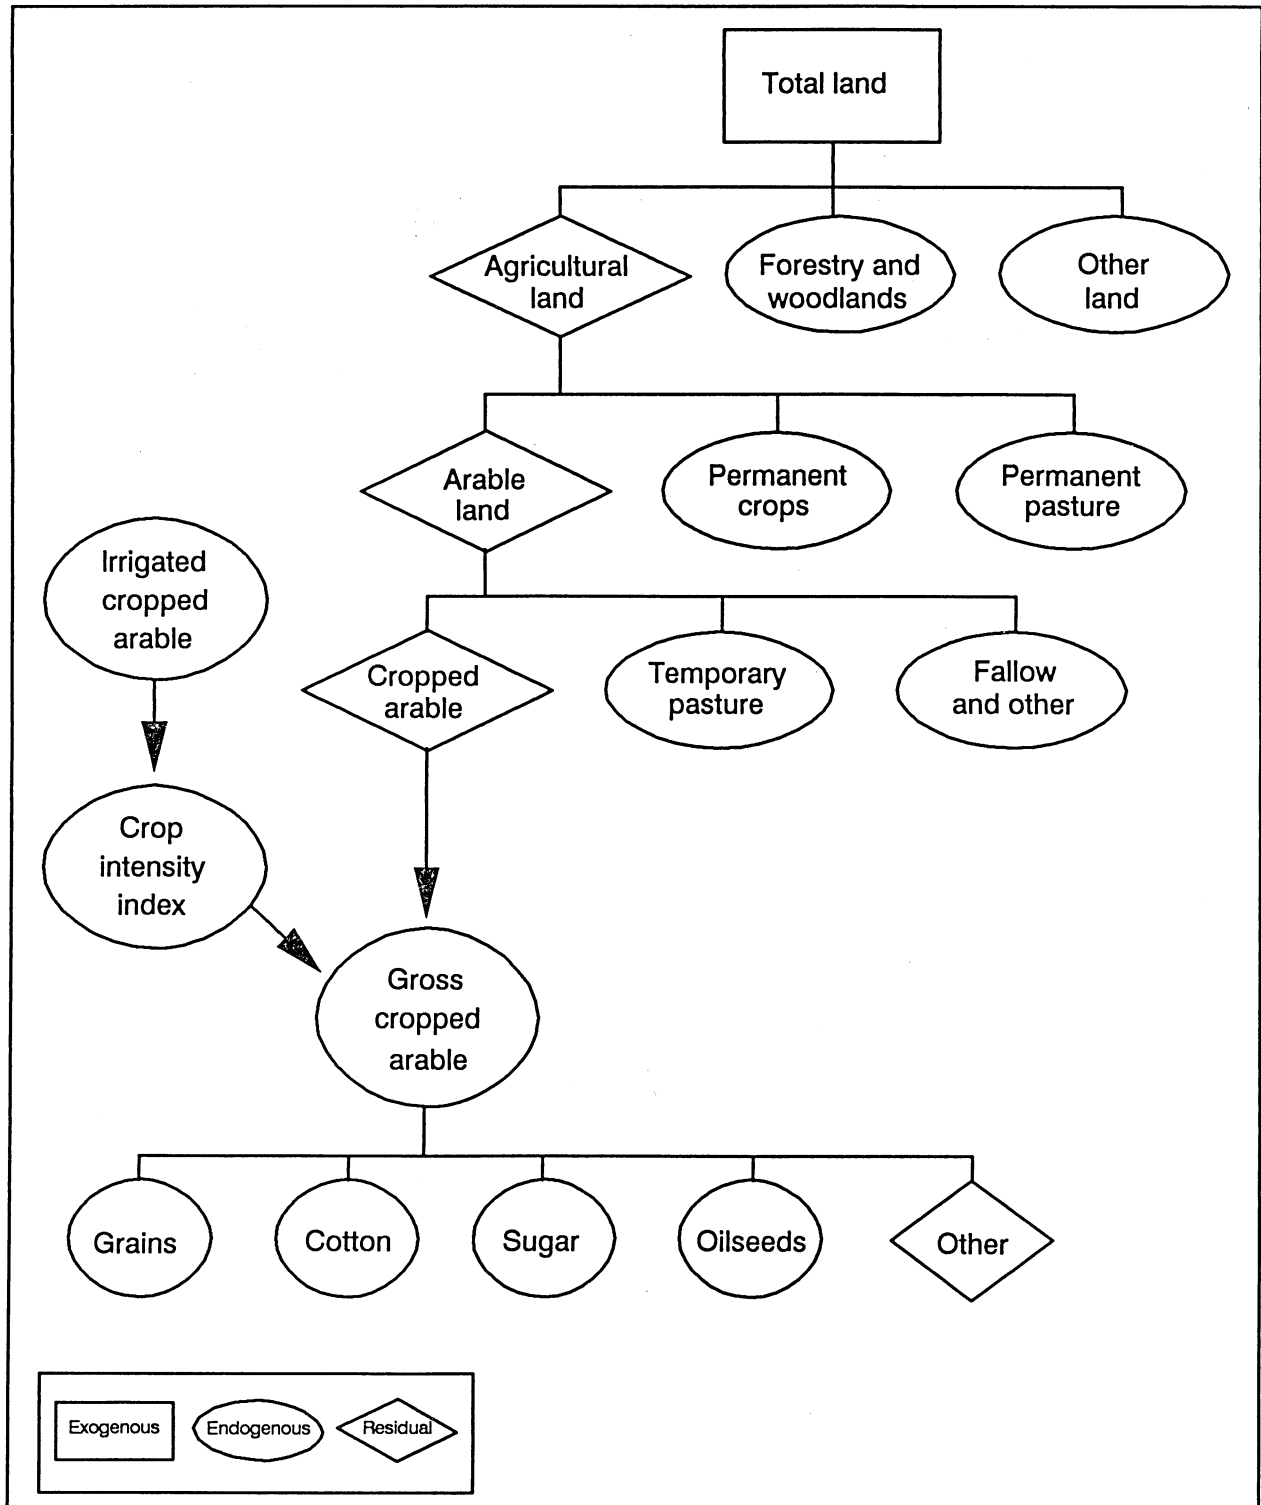 Total land
Agricultural
land
Forestry and
woodlands
Other
land
Arable
land
Permanent
crops
Permanent
pasture
Irrigated
cropped
arable
Cropped
arable
Temporary
pasture
Fallow
and other
Crop
intensity
index
Gross
cropped
arable
Grains
Cotton
Sugar
Oilseeds
Other
Exogenous
Endogenous
Residual